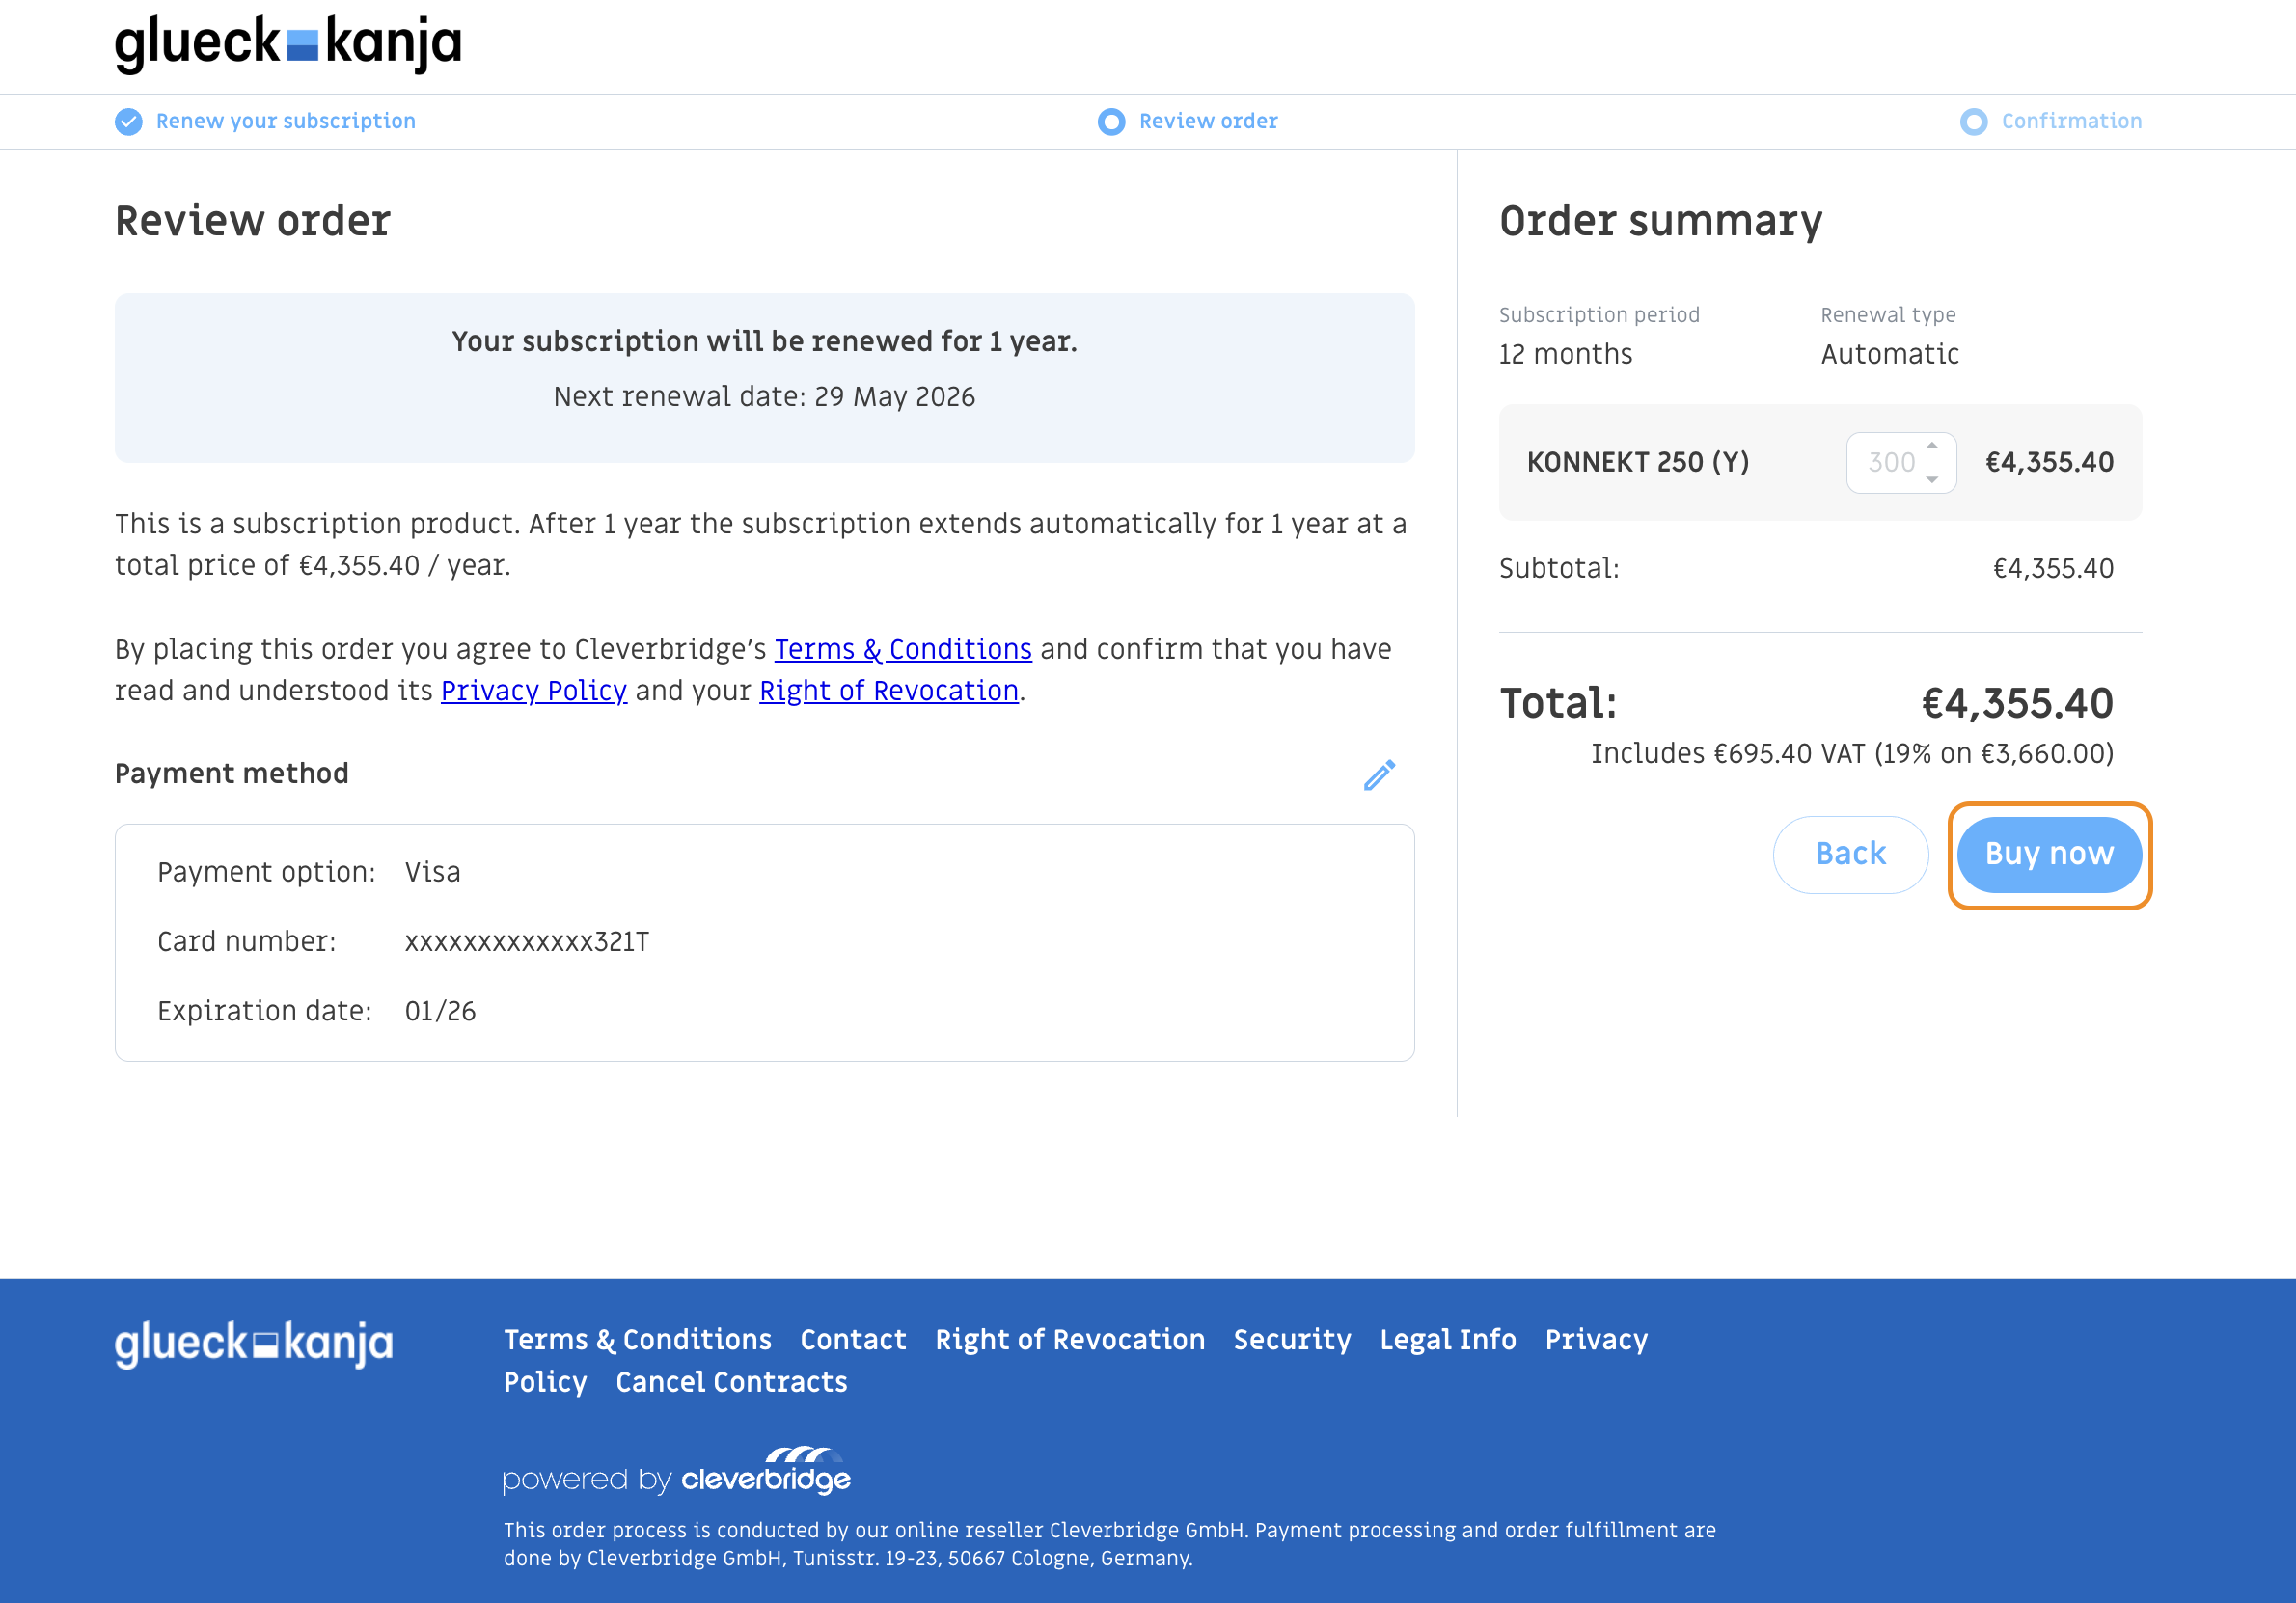 glueck kanja
Renew your subscription
Review order
Confirmation
Review order
Your subscription will be renewed for 1 year.
Next renewal date: 29 May 2026
This is a subscription product. After 1 year the subscription extends automatically for 1 year at a
total price of €4,355.40 / year.
By placing this order you agree to Cleverbridge’s Terms & Conditions and confirm that you have
read and understood its Privacy Policy and your Right of Revocation.
Payment method
Payment option: Visa
Card number: xxxxxxxxxxxxx321T
Expiration date: 01/26
Order summary
Subscription period Renewal type
12 months Automatic
KONNEKT 250 (Y) 300 €4,355.40
Subtotal: €4,355.40
Total: €4,355.40
Includes €695.40 VAT (19% on €3,660.00)
Back Buy now
glueck kanja
Terms & Conditions Contact Right of Revocation Security Legal Info Privacy
Policy Cancel Contracts
powered by cleverbridge
This order process is conducted by our online reseller Cleverbridge GmbH. Payment processing and order fulfillment are
done by Cleverbridge GmbH, Tunisstr. 19-23, 50667 Cologne, Germany.